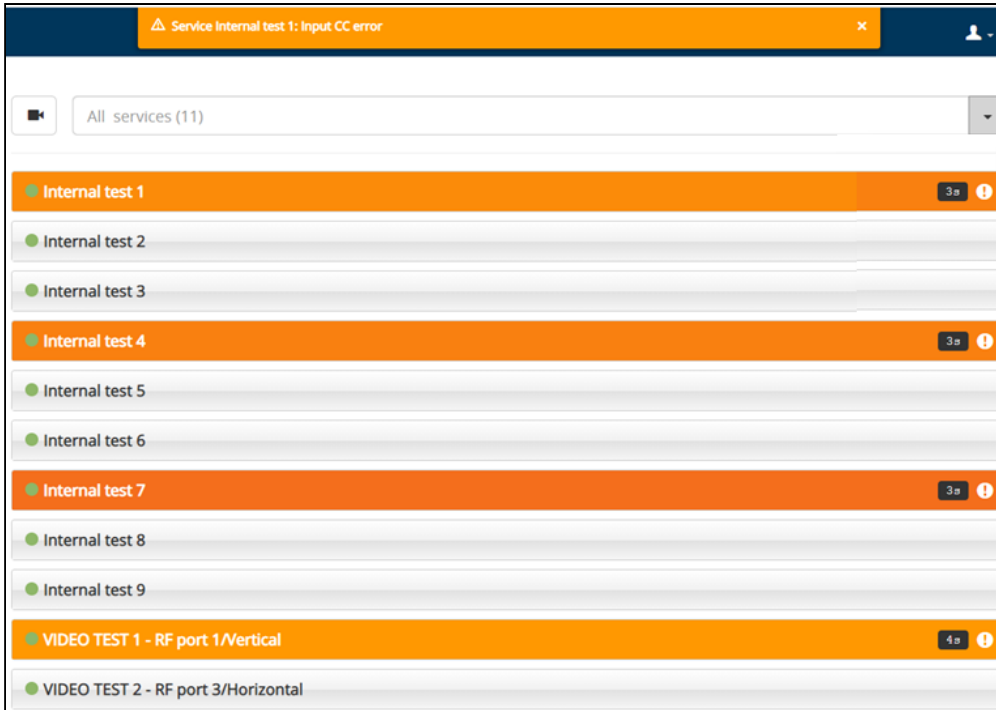 Service Internal test 1: Input CC error ×
All services (11)
Internal test 1 3s
Internal test 2
Internal test 3
Internal test 4 3s
Internal test 5
Internal test 6
Internal test 7 3s
Internal test 8
Internal test 9
VIDEO TEST 1 - RF port 1/Vertical 4s
VIDEO TEST 2 - RF port 3/Horizontal